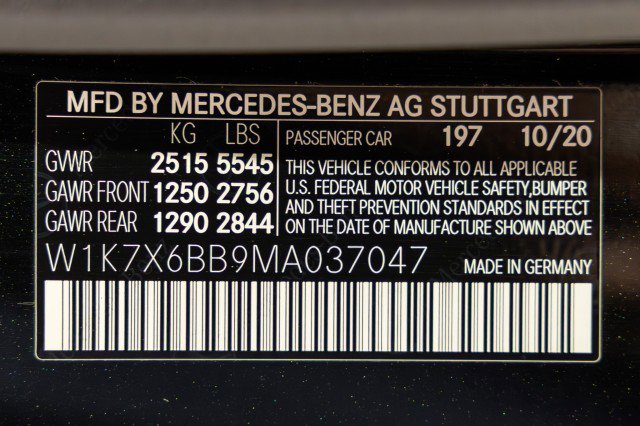 MFD BY MERCEDES-BENZ AG STUTTGART
KG LBS
GVWR 2515 5545
GAWR FRONT 1250 2756
GAWR REAR 1290 2844
PASSENGER CAR 197 10/20
THIS VEHICLE CONFORMS TO ALL APPLICABLE
U.S. FEDERAL MOTOR VEHICLE SAFETY,BUMPER
AND THEFT PREVENTION STANDARDS IN EFFECT
ON THE DATE OF MANUFACTURE SHOWN ABOVE
W1K7X6BB9MA037047 MADE IN GERMANY